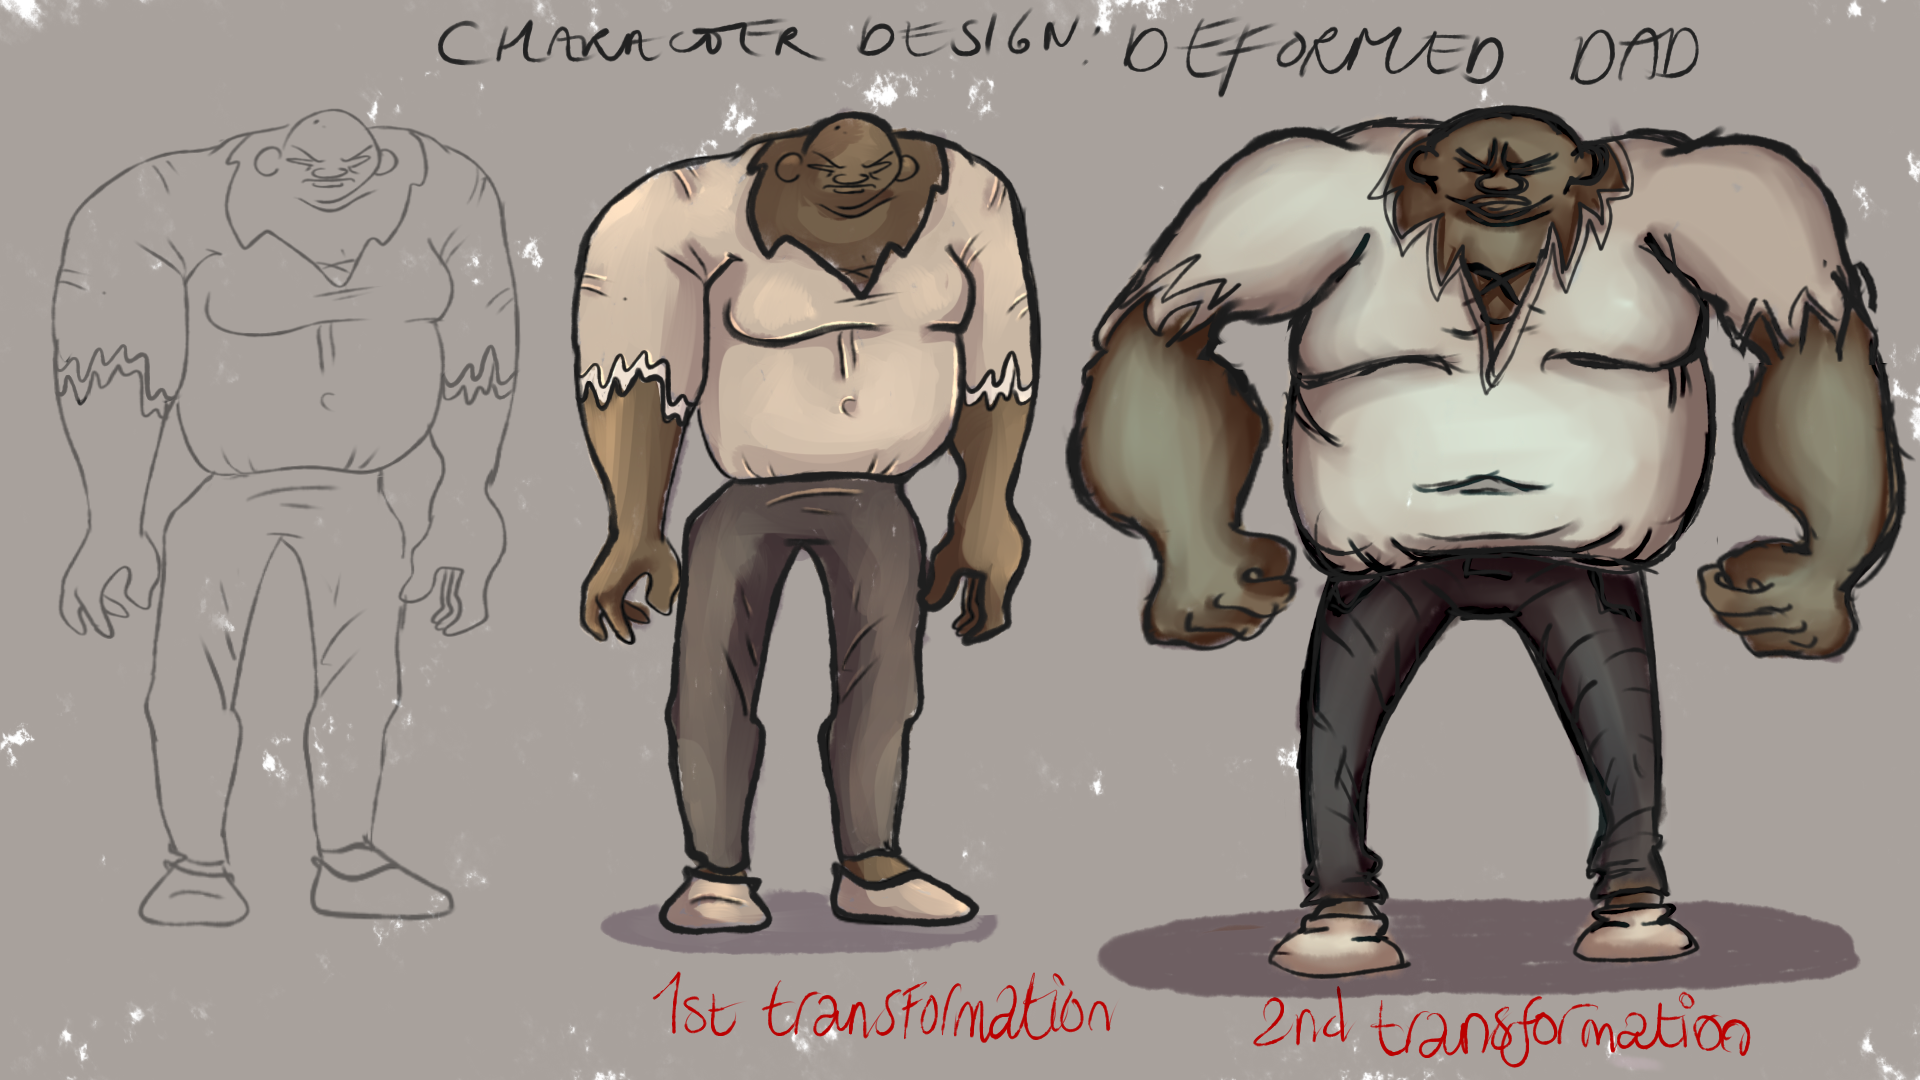 CHARACTER DESIGN: DEFORMED DAD
1st transformation
2nd transformation